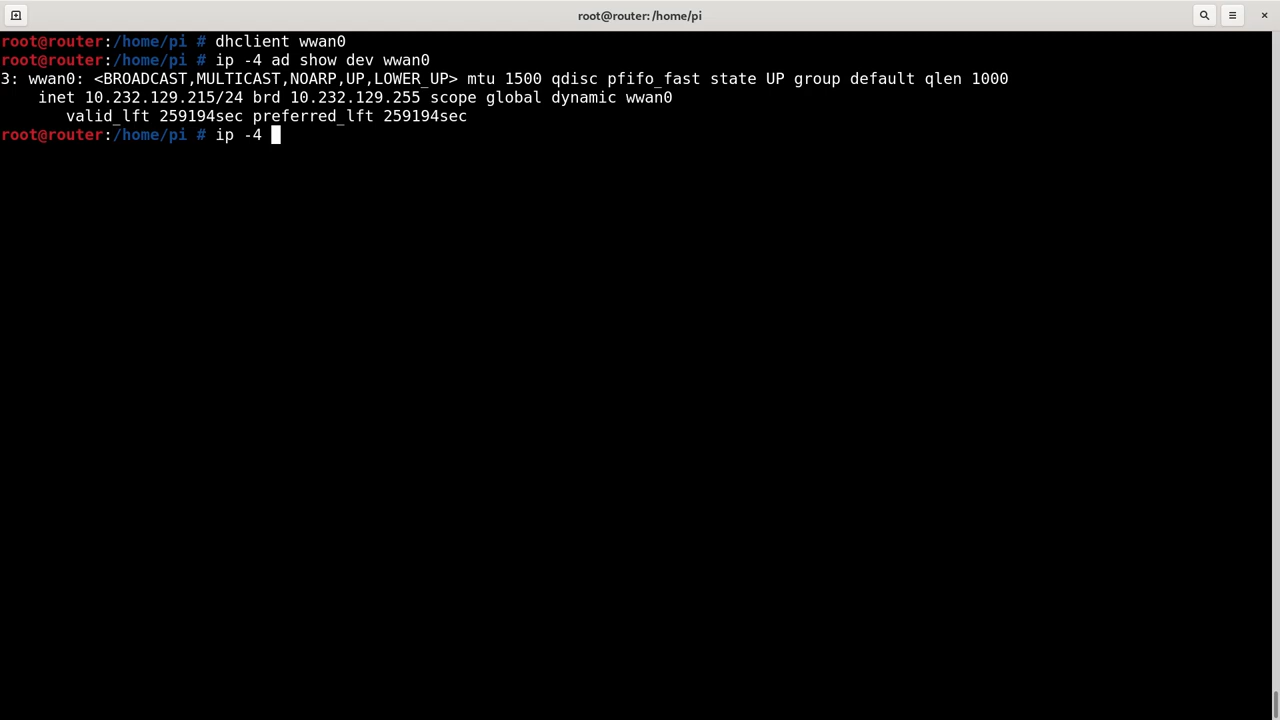 root@router:/home/pi
root@router:/home/pi # dhclient wwan0
root@router:/home/pi # ip -4 ad show dev wwan0
3: wwan0: <BROADCAST,MULTICAST,NOARP,UP,LOWER_UP> mtu 1500 qdisc pfifo_fast state UP group default qlen 1000
    inet 10.232.129.215/24 brd 10.232.129.255 scope global dynamic wwan0
       valid_lft 259194sec preferred_lft 259194sec
root@router:/home/pi # ip -4